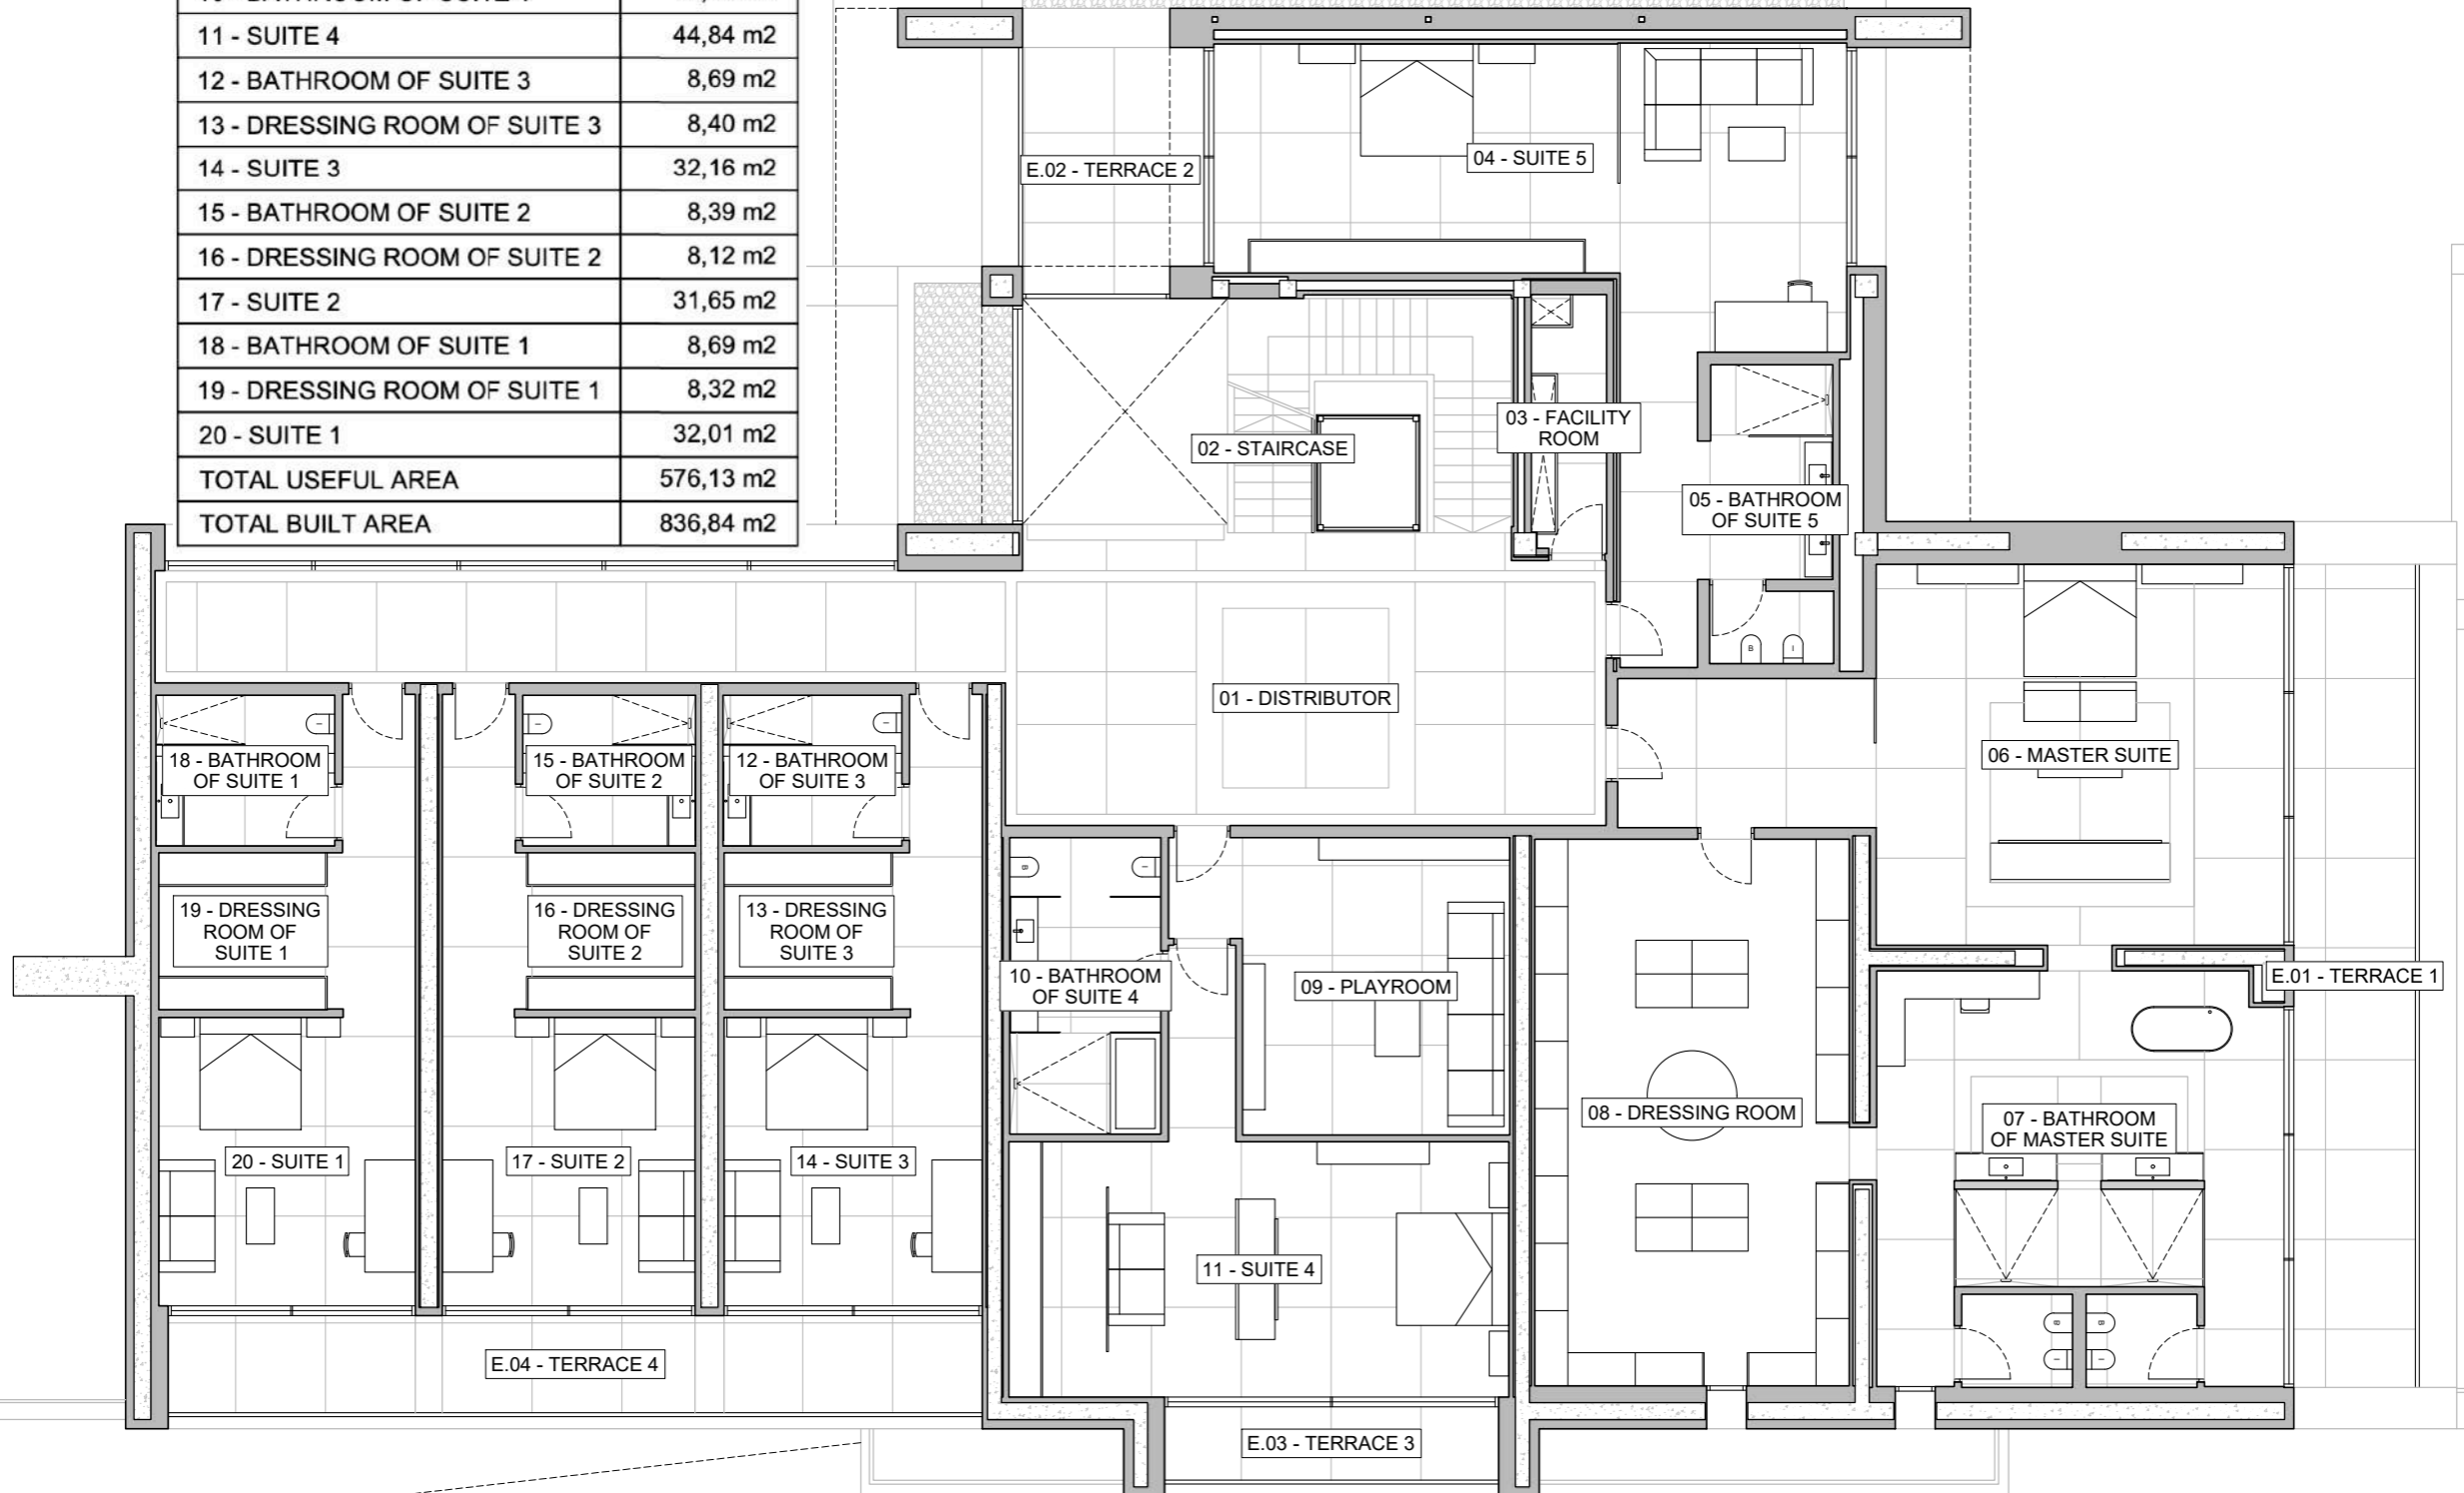 11 - SUITE 4 44,84 m2
12 - BATHROOM OF SUITE 3 8,69 m2
13 - DRESSING ROOM OF SUITE 3 8,40 m2
14 - SUITE 3 32,16 m2
15 - BATHROOM OF SUITE 2 8,39 m2
16 - DRESSING ROOM OF SUITE 2 8,12 m2
17 - SUITE 2 31,65 m2
18 - BATHROOM OF SUITE 1 8,69 m2
19 - DRESSING ROOM OF SUITE 1 8,32 m2
20 - SUITE 1 32,01 m2
TOTAL USEFUL AREA 576,13 m2
TOTAL BUILT AREA 836,84 m2
E.02 - TERRACE 2
04 - SUITE 5
02 - STAIRCASE
03 - FACILITY
ROOM
05 - BATHROOM
OF SUITE 5
B I
01 - DISTRIBUTOR
06 - MASTER SUITE
18 - BATHROOM
OF SUITE 1
15 - BATHROOM
OF SUITE 2
12 - BATHROOM
OF SUITE 3
19 - DRESSING
ROOM OF
SUITE 1
16 - DRESSING
ROOM OF
SUITE 2
13 - DRESSING
ROOM OF
SUITE 3
10 - BATHROOM
OF SUITE 4
09 - PLAYROOM
E.01 - TERRACE 1
08 - DRESSING ROOM
07 - BATHROOM
OF MASTER SUITE
20 - SUITE 1
17 - SUITE 2
14 - SUITE 3
11 - SUITE 4
E.04 - TERRACE 4
E.03 - TERRACE 3